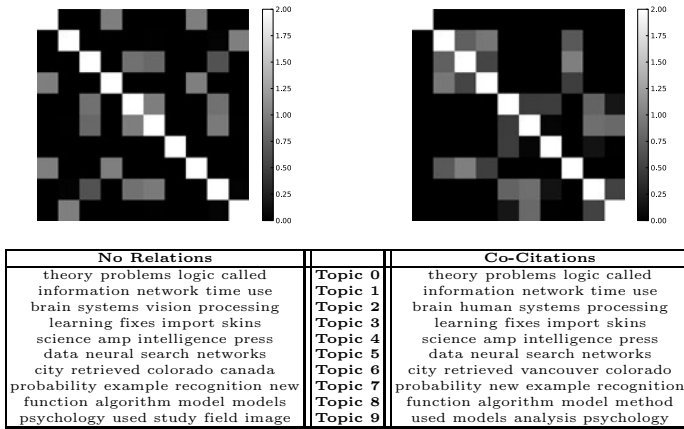 2.00
1.75
1.50
1.25
1.00
0.75
0.50
0.25
0.00
2.00
1.75
1.50
1.25
1.00
0.75
0.50
0.25
0.00
No Relations Co-Citations
theory problems logic called Topic 0 theory problems logic called
information network time use Topic 1 information network time use
brain systems vision processing Topic 2 brain human systems processing
learning fixes import skins Topic 3 learning fixes import skins
science amp intelligence press Topic 4 science amp intelligence press
data neural search networks Topic 5 data neural search networks
city retrieved colorado canada Topic 6 city retrieved vancouver colorado
probability example recognition new Topic 7 probability new example recognition
function algorithm model models Topic 8 function algorithm model method
psychology used study field image Topic 9 used models analysis psychology